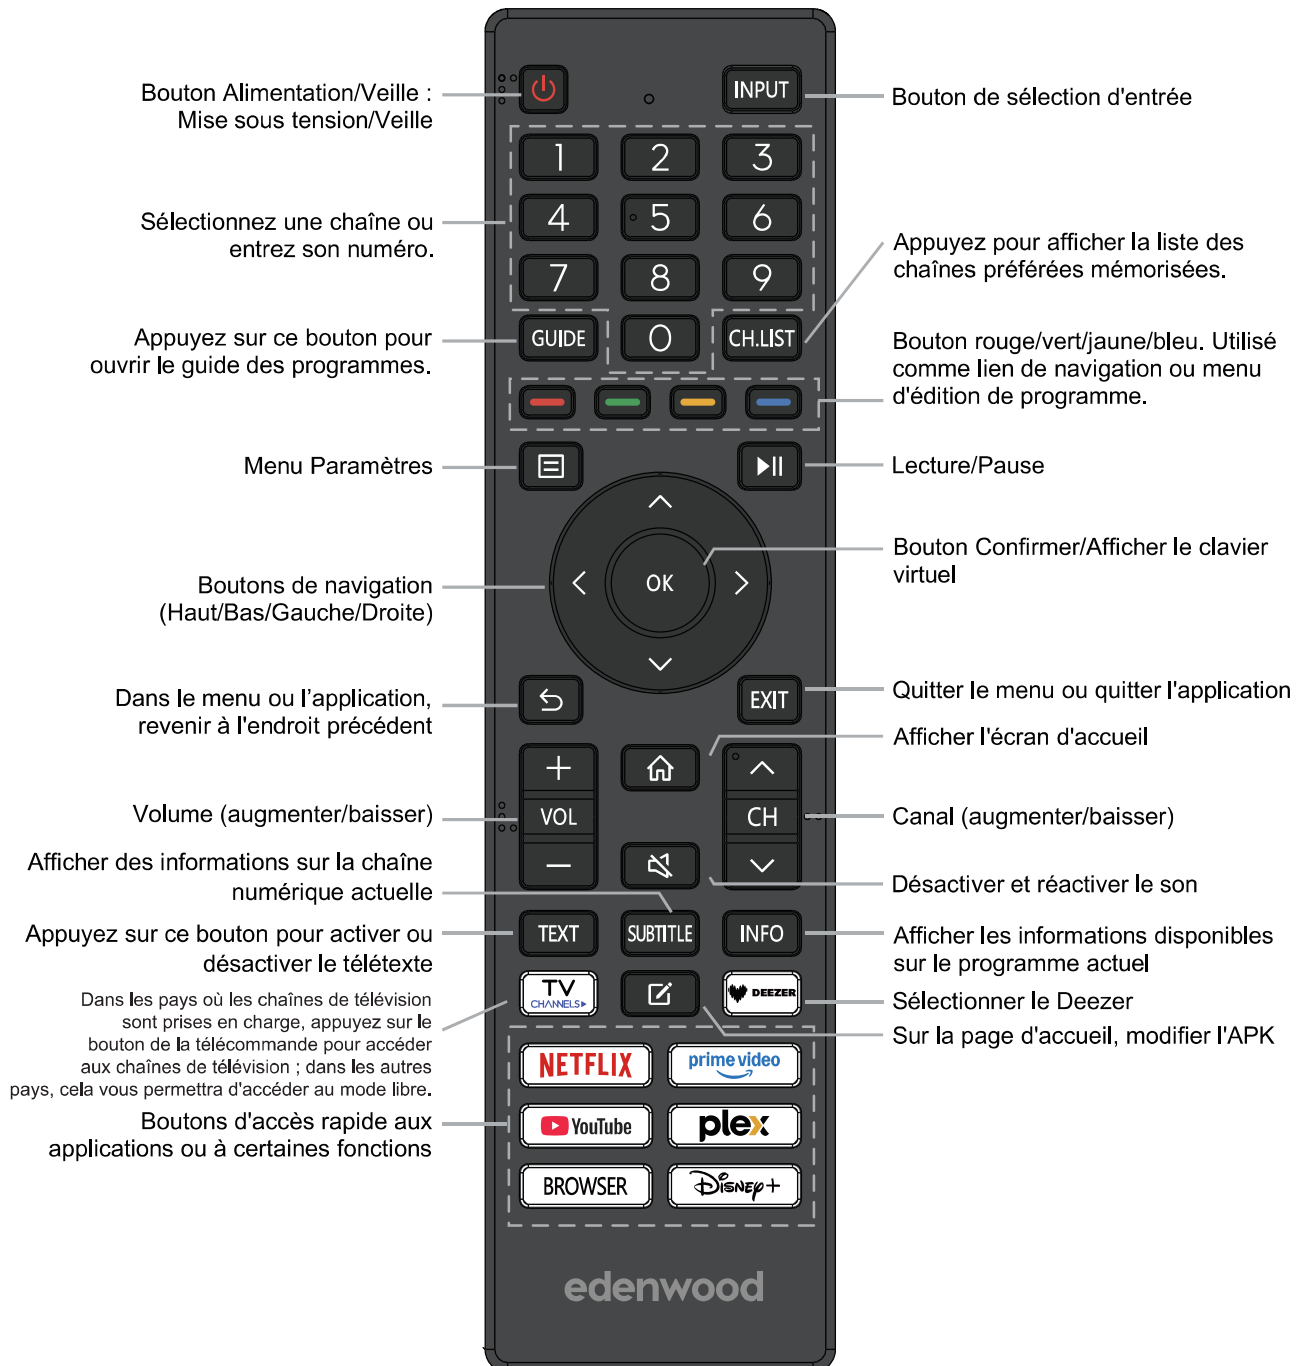 Bouton Alimentation/Veille :
Mise sous tension/Veille
INPUT
Bouton de sélection d'entrée
1
2
3
Sélectionnez une chaîne ou
entrez son numéro.
4
5
6
Appuyez pour afficher la liste des
chaînes préférées mémorisées.
7
8
9
Appuyez sur ce bouton pour
ouvrir le guide des programmes.
GUIDE
0
CH.LIST
Bouton rouge/vert/jaune/bleu. Utilisé
comme lien de navigation ou menu
d'édition de programme.
Menu Paramètres
Lecture/Pause
Boutons de navigation
(Haut/Bas/Gauche/Droite)
OK
Bouton Confirmer/Afficher le clavier
virtuel
Dans le menu ou l’application,
revenir à l'endroit précédent
EXIT
Quitter le menu ou quitter l'application
Afficher l'écran d'accueil
Volume (augmenter/baisser)
VOL
CH
Canal (augmenter/baisser)
Afficher des informations sur la chaîne
numérique actuelle
Désactiver et réactiver le son
Appuyez sur ce bouton pour activer ou
désactiver le télétexte
TEXT
SUBTITLE
INFO
Afficher les informations disponibles
sur le programme actuel
Dans les pays où les chaînes de télévision
sont prises en charge, appuyez sur le
bouton de la télécommande pour accéder
aux chaînes de télévision ; dans les autres
pays, cela vous permettra d'accéder au mode libre.
TV
CHANNELS
DEEZER
Sélectionner le Deezer
Sur la page d'accueil, modifier l'APK
NETFLIX
prime video
Boutons d'accès rapide aux
applications ou à certaines fonctions
YouTube
plex
BROWSER
Disney+
edenwood